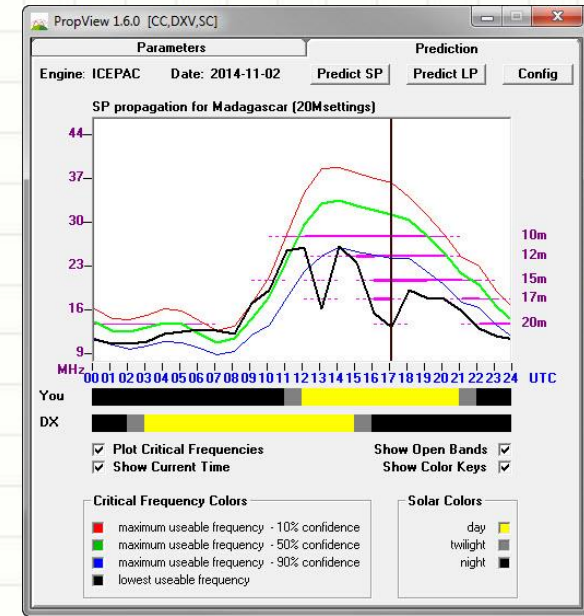 PropView 1.6.0 [CC,DXV,SC]
Parameters Prediction
Engine: ICEPAC Date: 2014-11-02 Predict SP Predict LP Config
SP propagation for Madagascar (20Msettings)
44
37
30
10m
12m
23
15m
17m
16
20m
9
MHz
00 01 02 03 04 05 06 07 08 09 10 11 12 13 14 15 16 17 18 19 20 21 22 23 24 UTC
You
DX
Plot Critical Frequencies Show Open Bands
Show Current Time Show Color Keys
Critical Frequency Colors Solar Colors
maximum useable frequency - 10% confidence day
maximum useable frequency - 50% confidence twilight
maximum useable frequency - 90% confidence night
lowest useable frequency